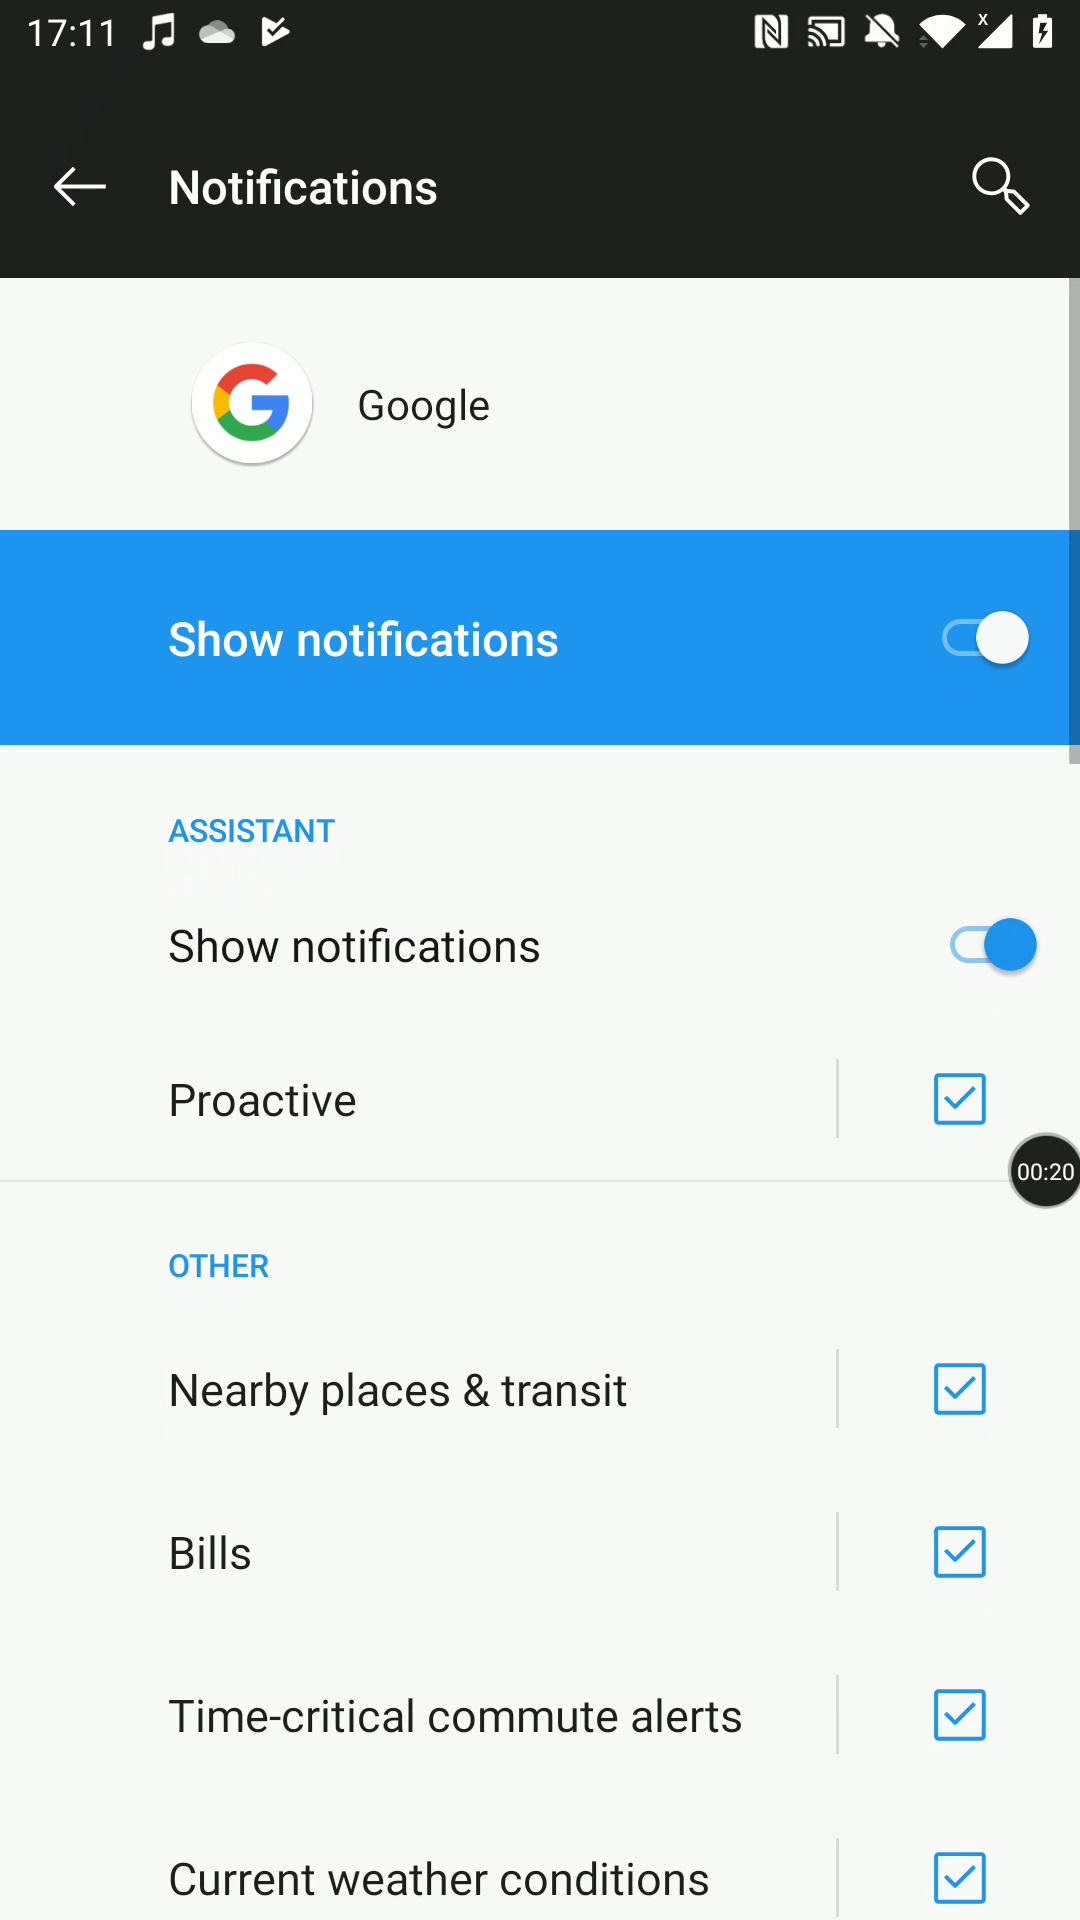 17:11
Notifications
Google
Show notifications
ASSISTANT
Show notifications
Proactive
00:20
OTHER
Nearby places & transit
Bills
Time-critical commute alerts
Current weather conditions